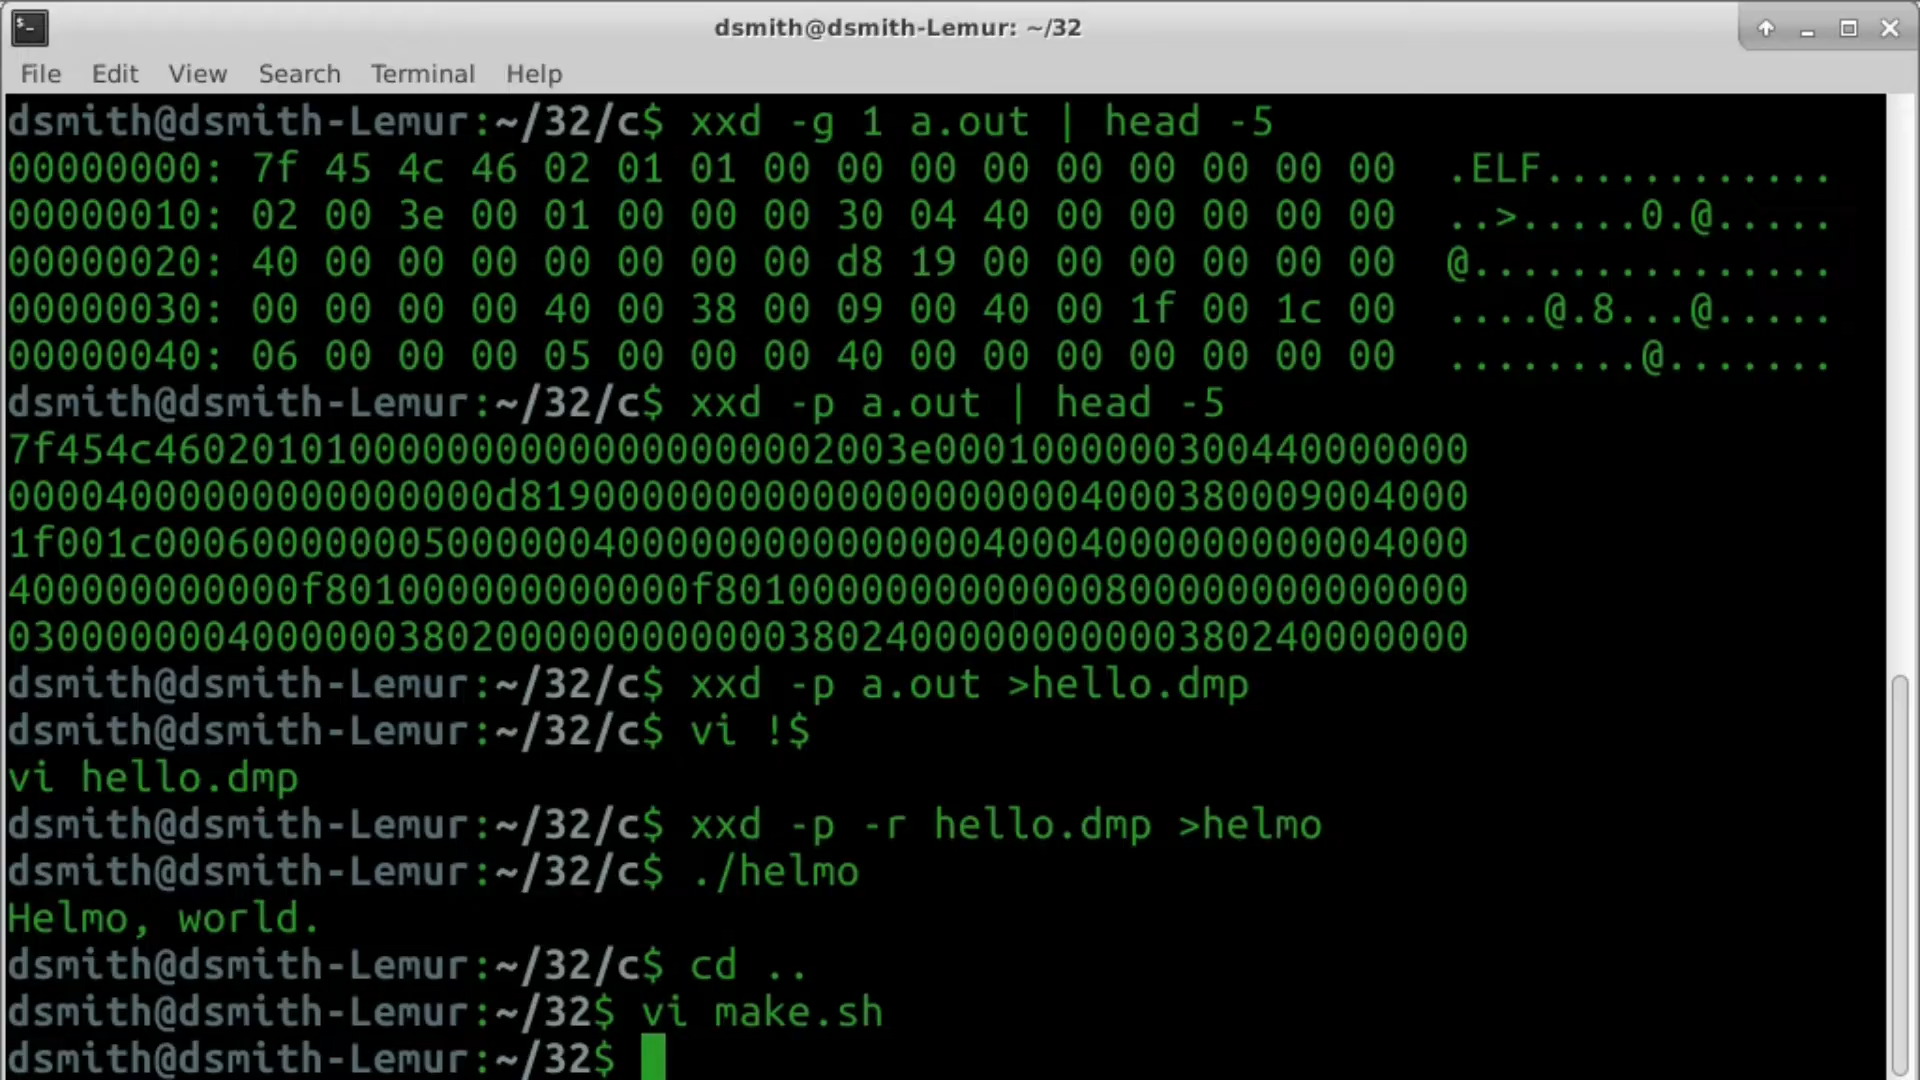 dsmith@dsmith-Lemur: ~/32
File Edit View Search Terminal Help
dsmith@dsmith-Lemur:~/32/c$ xxd -g 1 a.out | head -5
00000000: 7f 45 4c 46 02 01 01 00 00 00 00 00 00 00 00 00  .ELF............
00000010: 02 00 3e 00 01 00 00 00 30 04 40 00 00 00 00 00  ..>.....0.@.....
00000020: 40 00 00 00 00 00 00 00 d8 19 00 00 00 00 00 00  @...............
00000030: 00 00 00 00 40 00 38 00 09 00 40 00 1f 00 1c 00  ....@.8...@.....
00000040: 06 00 00 00 05 00 00 00 40 00 00 00 00 00 00 00  ........@.......
dsmith@dsmith-Lemur:~/32/c$ xxd -p a.out | head -5
7f454c4602010100000000000000000002003e0001000000300440000000
00004000000000000000d819000000000000000000004000380009004000
1f001c000600000005000000400000000000000040004000000000004000
400000000000f801000000000000f8010000000000000800000000000000
030000000400000038020000000000003802400000000000380240000000
dsmith@dsmith-Lemur:~/32/c$ xxd -p a.out >hello.dmp
dsmith@dsmith-Lemur:~/32/c$ vi !$
vi hello.dmp
dsmith@dsmith-Lemur:~/32/c$ xxd -p -r hello.dmp >helmo
dsmith@dsmith-Lemur:~/32/c$ ./helmo
Helmo, world.
dsmith@dsmith-Lemur:~/32/c$ cd ..
dsmith@dsmith-Lemur:~/32$ vi make.sh
dsmith@dsmith-Lemur:~/32$